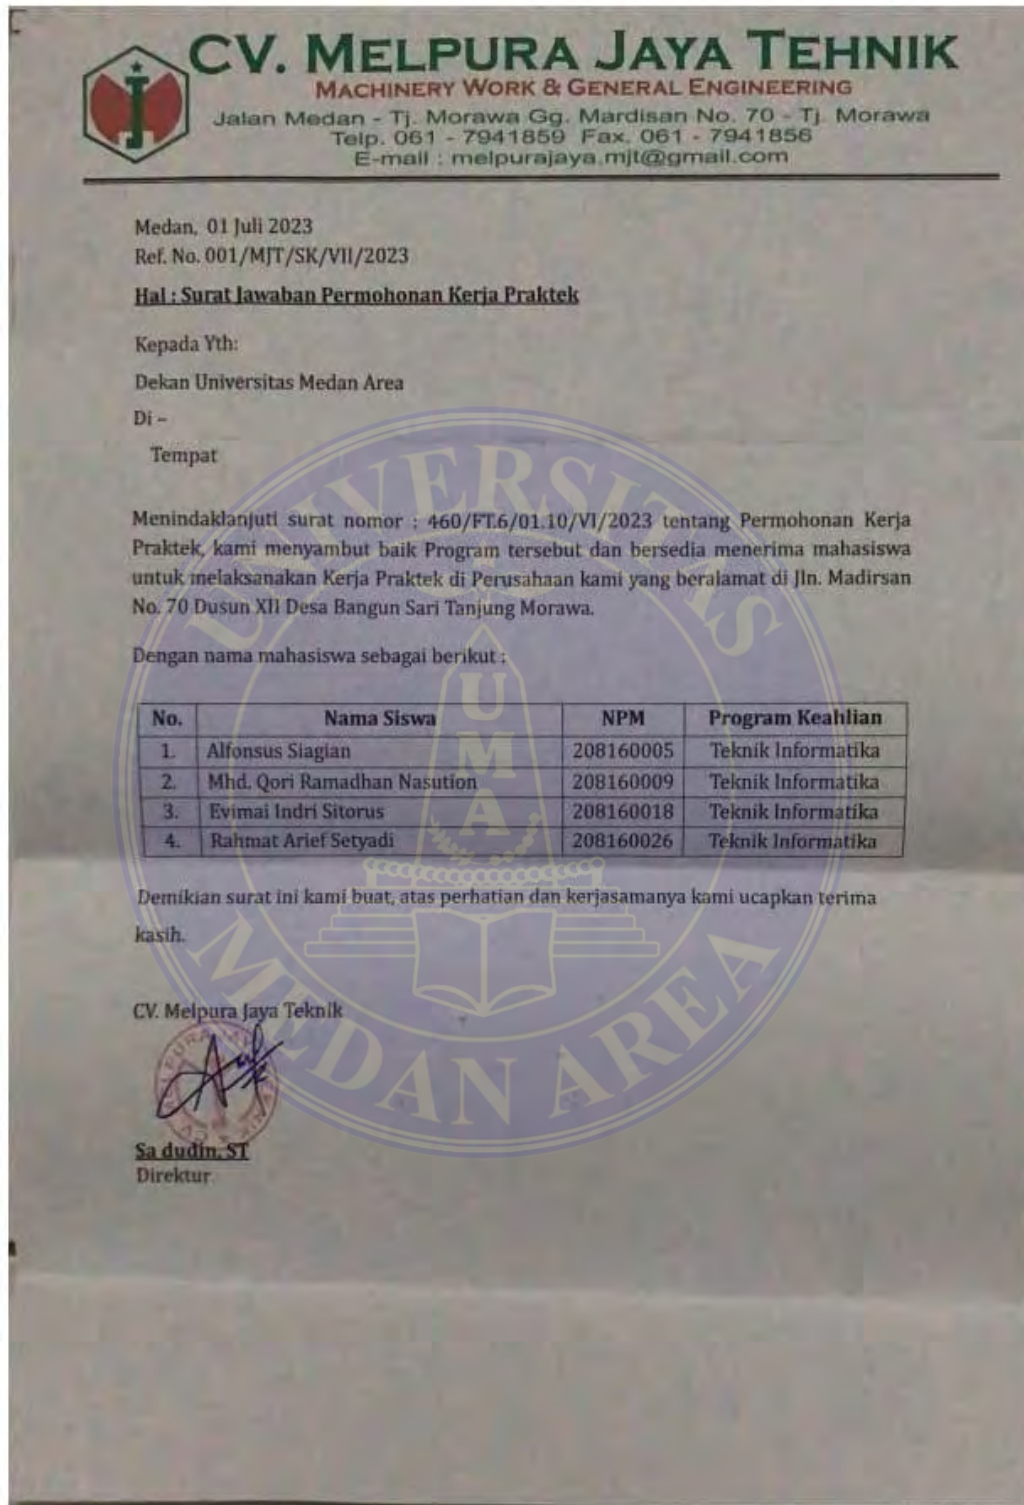 CV. MELPURA JAYA TEHNIK
MACHINERY WORK & GENERAL ENGINEERING
Jalan Medan - Tj. Morawa Gg. Mardisan No. 70 - Tj. Morawa
Telp. 061 - 7941859 Fax. 061 - 7941856
E-mail : melpurajaya.mjt@gmail.com
Medan, 01 Juli 2023
Ref. No. 001/MJT/SK/VII/2023
Hal : Surat Jawaban Permohonan Kerja Praktek
Kepada Yth:
Dekan Universitas Medan Area
Di –
Tempat
Menindaklanjuti surat nomor : 460/FT.6/01.10/VI/2023 tentang Permohonan Kerja
Praktek, kami menyambut baik Program tersebut dan bersedia menerima mahasiswa
untuk melaksanakan Kerja Praktek di Perusahaan kami yang beralamat di Jln. Madirsan
No. 70 Dusun XII Desa Bangun Sari Tanjung Morawa.
Dengan nama mahasiswa sebagai berikut :
No. Nama Siswa NPM Program Keahlian
1. Alfonsus Siagian 208160005 Teknik Informatika
2. Mhd. Qori Ramadhan Nasution 208160009 Teknik Informatika
3. Evimai Indri Sitorus 208160018 Teknik Informatika
4. Rahmat Arief Setyadi 208160026 Teknik Informatika
Demikian surat ini kami buat, atas perhatian dan kerjasamanya kami ucapkan terima
kasih.
CV. Melpura Jaya Teknik
Sa dudin, ST
Direktur
UNIVERSITAS
UMA
MEDAN AREA